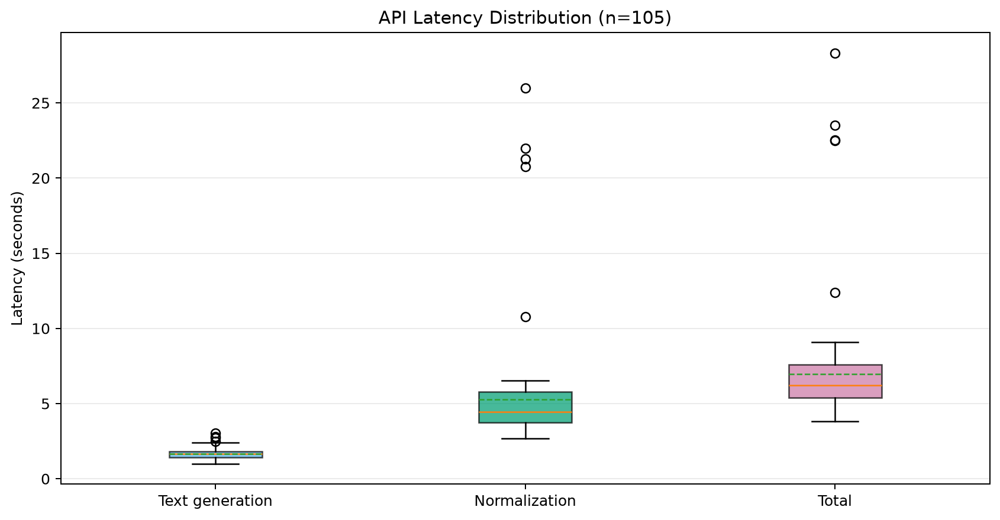 API Latency Distribution (n=105)
Latency (seconds)
25
20
15
10
5
0
Text generation
Normalization
Total